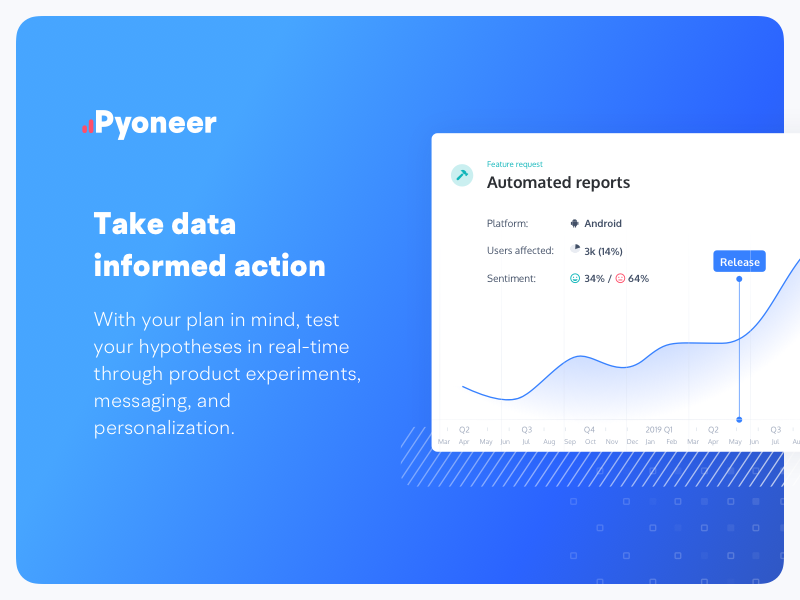 Pyoneer
Take data
informed action
With your plan in mind, test
your hypotheses in real-time
through product experiments,
messaging, and
personalization.
Feature request
Automated reports
Platform: Android
Users affected: 3k (14%)
Sentiment: 34% / 64%
Release
Q2 Q3 Q4 2019 Q1 Q2 Q3
Mar Apr May Jun Jul Aug Sep Oct Nov Dec Jan Feb Mar Apr May Jun Jul Au